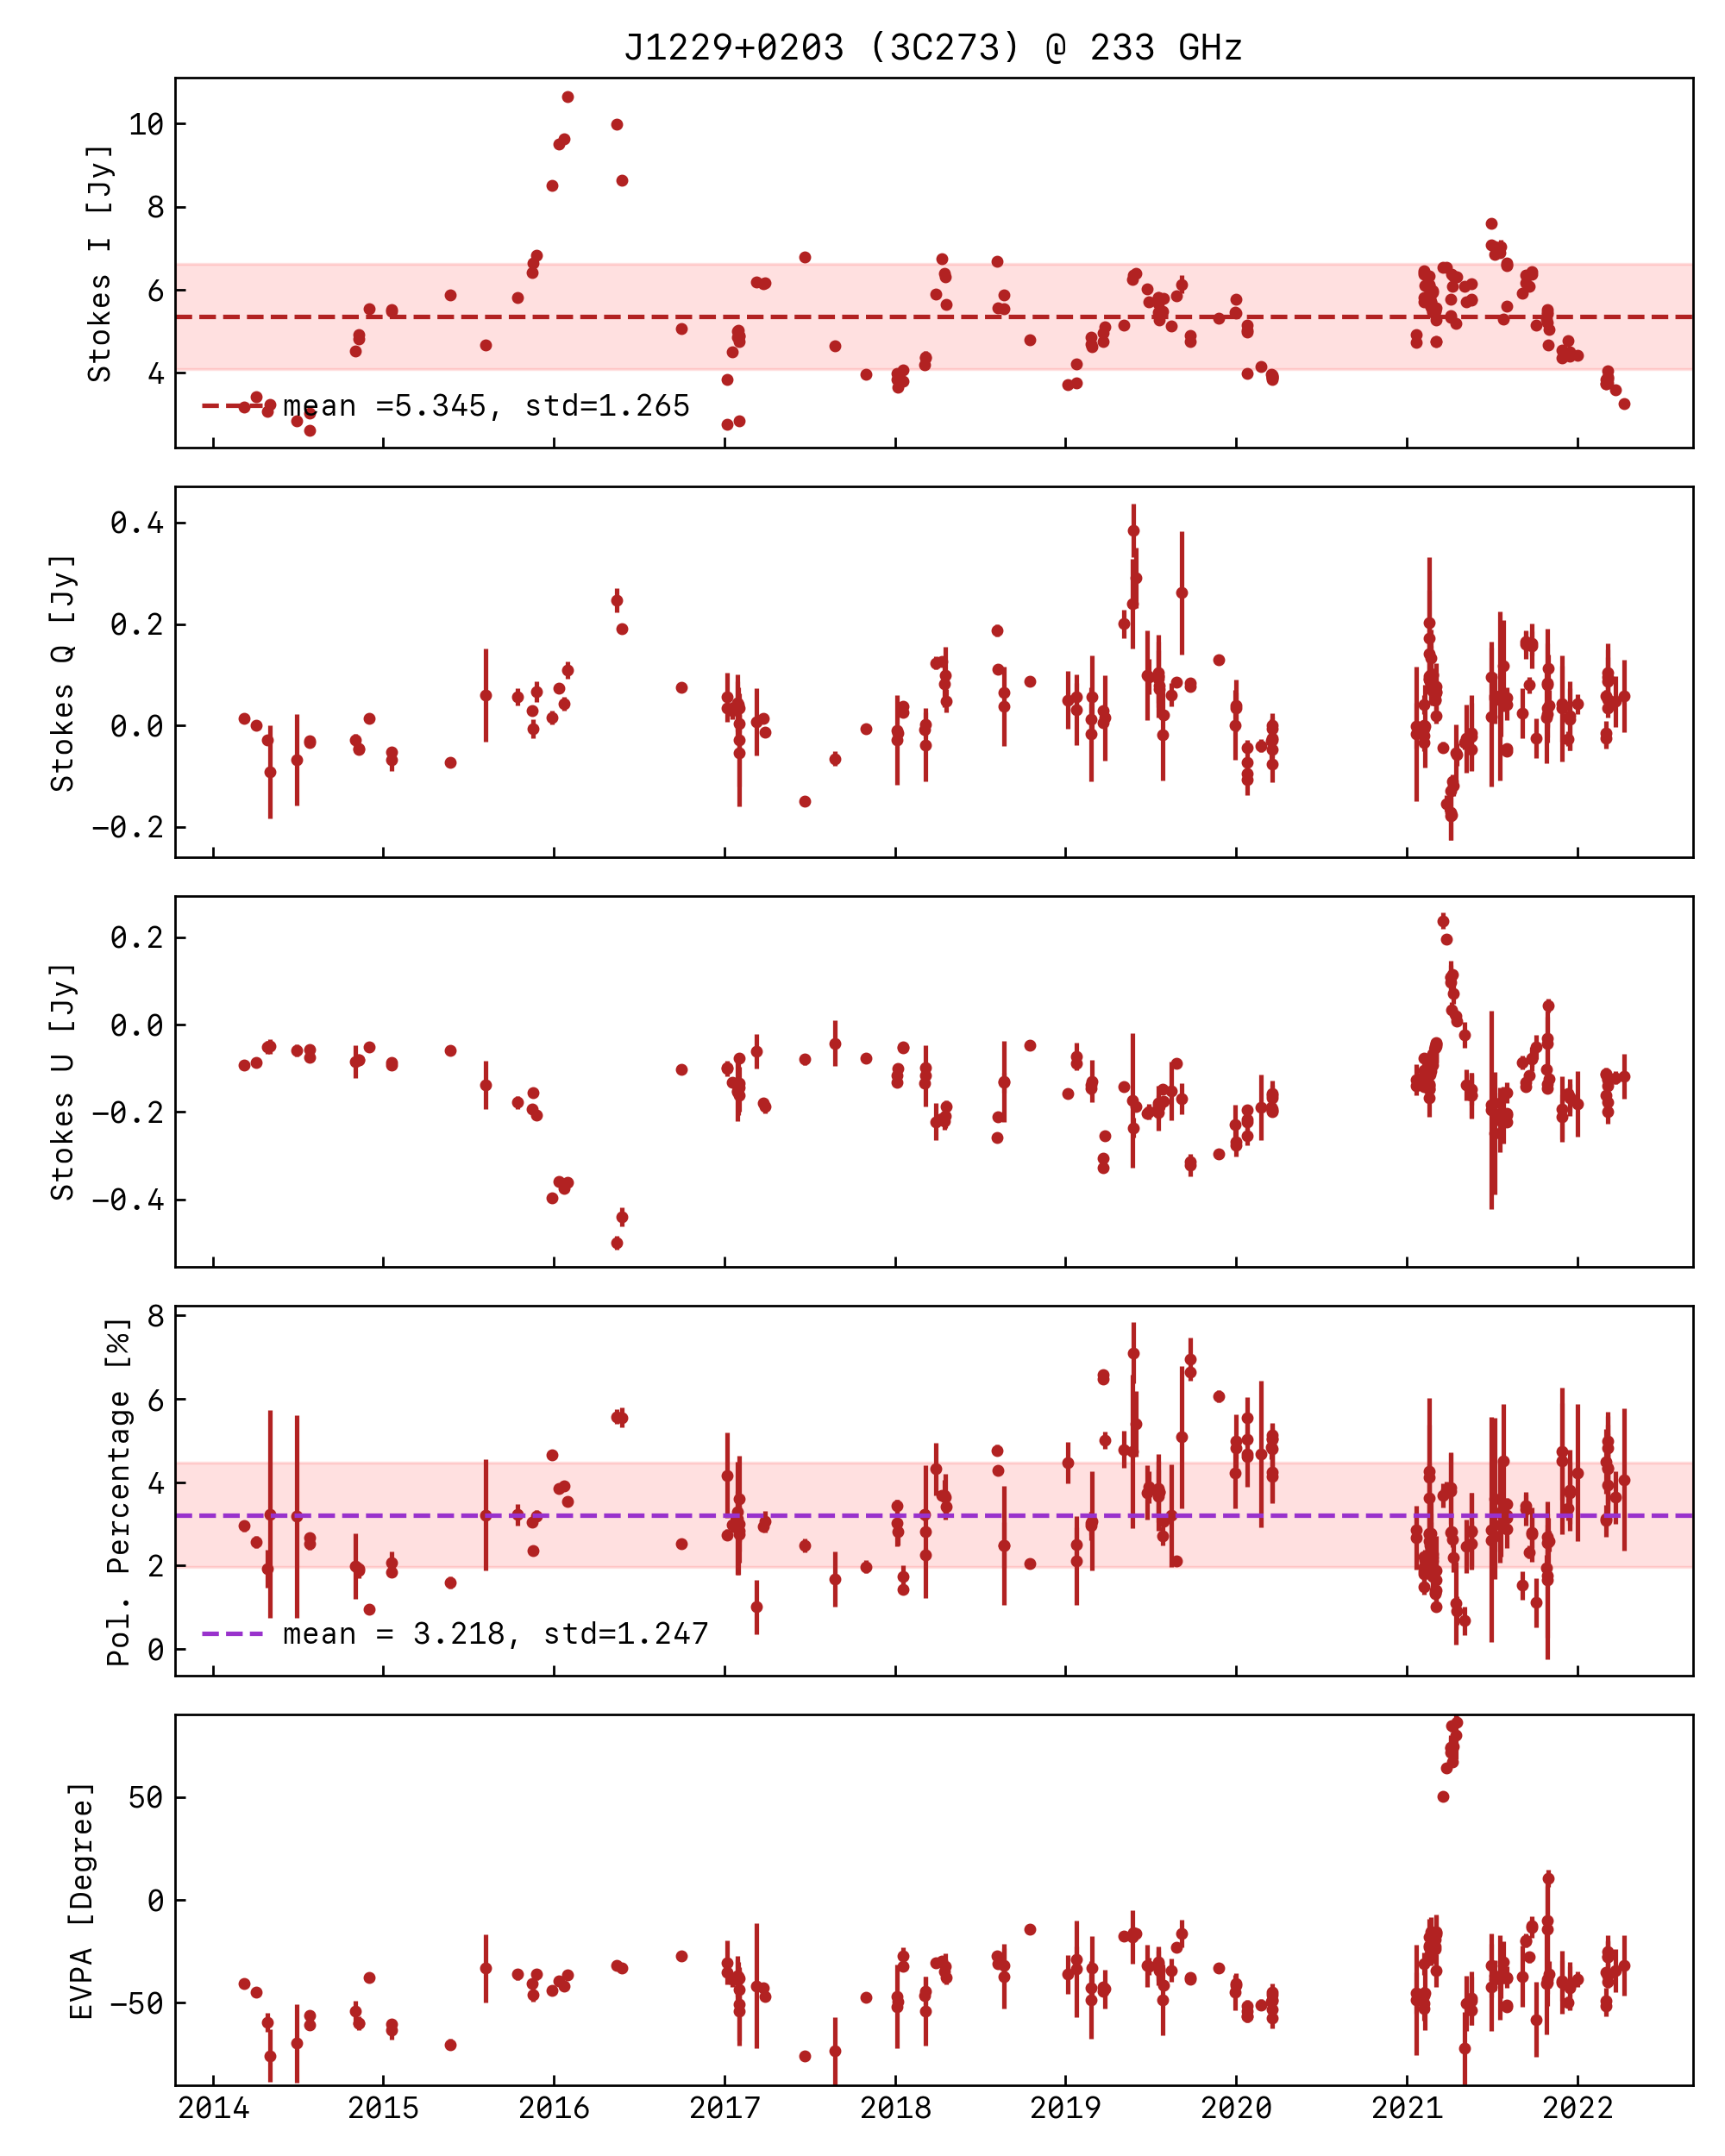 J1229+0203 (3C273) @ 233 GHz
Stokes I [Jy]
10
8
6
4
mean =5.345, std=1.265
Stokes Q [Jy]
0.4
0.2
0.0
−0.2
Stokes U [Jy]
0.2
0.0
−0.2
−0.4
Pol. Percentage [%]
8
6
4
2
0
mean = 3.218, std=1.247
EVPA [Degree]
50
0
−50
2014 2015 2016 2017 2018 2019 2020 2021 2022